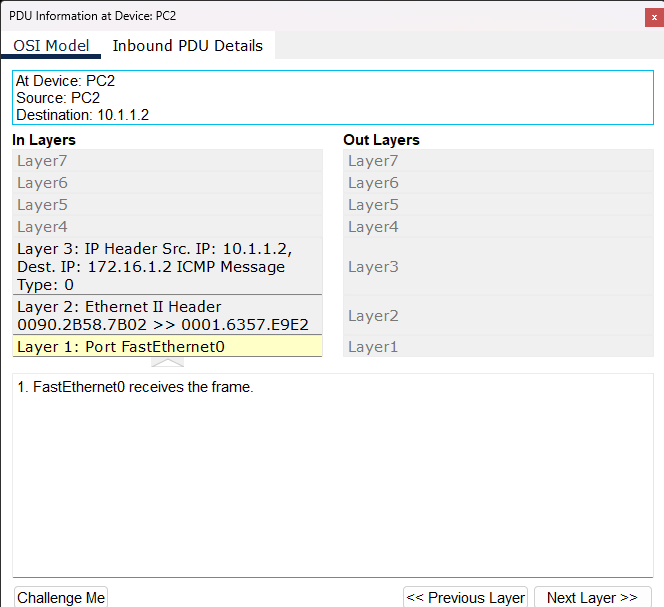 PDU Information at Device: PC2
x
OSI Model Inbound PDU Details
At Device: PC2
Source: PC2
Destination: 10.1.1.2
In Layers
Layer7
Layer6
Layer5
Layer4
Layer 3: IP Header Src. IP: 10.1.1.2,
Dest. IP: 172.16.1.2 ICMP Message
Type: 0
Layer 2: Ethernet II Header
0090.2B58.7B02 >> 0001.6357.E9E2
Layer 1: Port FastEthernet0
Out Layers
Layer7
Layer6
Layer5
Layer4
Layer3
Layer2
Layer1
1. FastEthernet0 receives the frame.
Challenge Me
<< Previous Layer
Next Layer >>